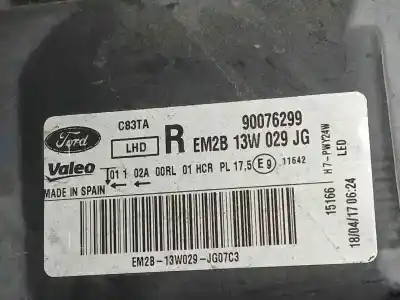 C83TA
90076299
Ford
LHD
R EM2B 13W 029 JG
Valeo
01 1 02A 00RL 01 HCR PL 17,5 E9 11642
MADE IN SPAIN
EM2B-13W029-JG07C3
H7-PWY24W
LED
15166
18/04/17 06:24